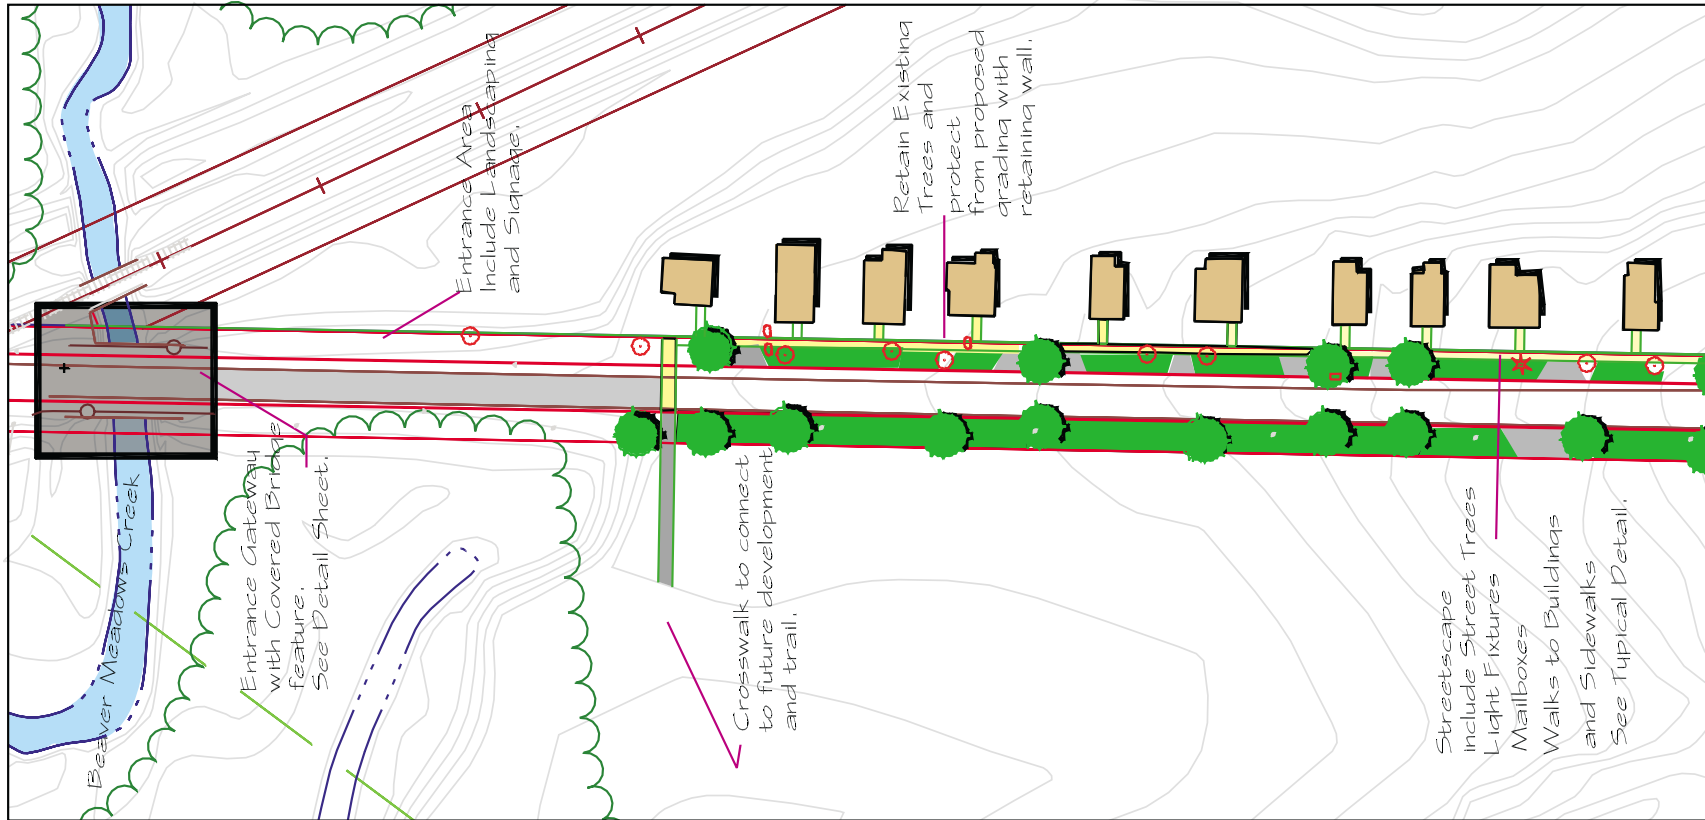 Entrance Area
Include Landscaping
and Signage.
Retain Existing
Trees and
protect
from proposed
grading with
retaining wall.
Beaver Meadows Creek
Entrance Gateway
with Covered Bridge
feature.
See Detail Sheet.
Crosswalk to connect
to future development
and trail.
Streetscape
include Street Trees
Light Fixtures
Mailboxes
Walks to Buildings
and Sidewalks
See Typical Detail.